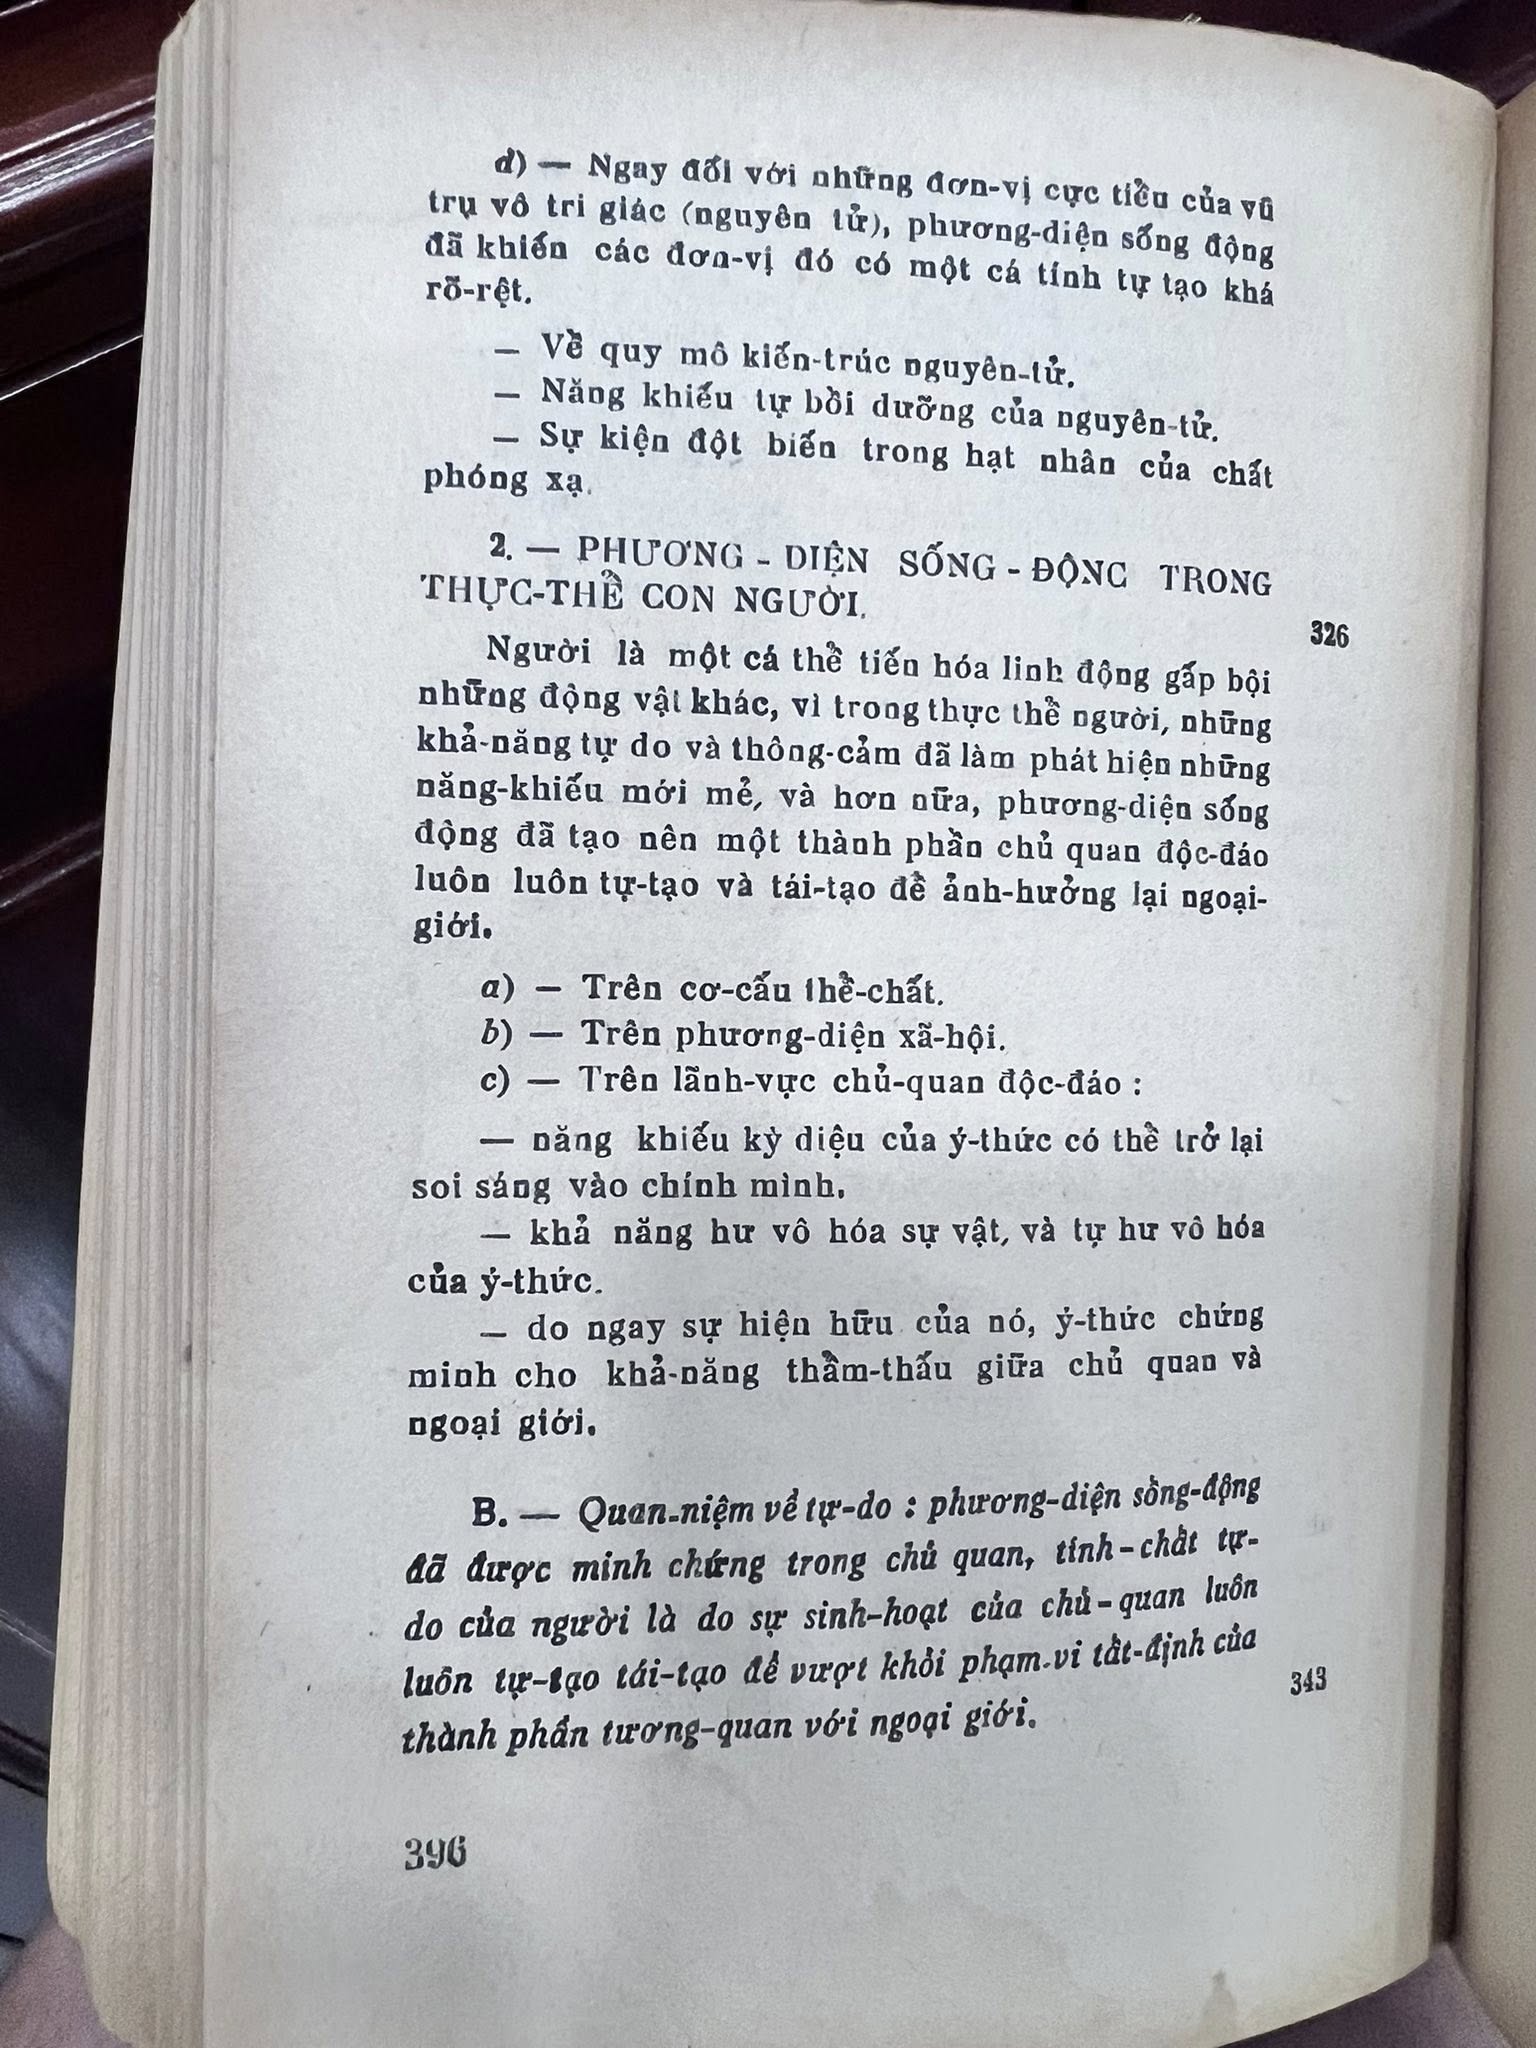 d) — Ngay đối với những đơn-vị cực tiểu của vũ
trụ vô tri giác (nguyên tử), phương-diện sống động
đã khiến các đơn-vị đó có một cá tính tự tạo khá
rõ-rệt.
— Về quy mô kiến-trúc nguyên-tử.
— Năng khiếu tự bồi dưỡng của nguyên-tử.
— Sự kiện đột biến trong hạt nhân của chất
phóng xạ.
2. — PHƯƠNG - DIỆN SỐNG - ĐỘNG TRONG
THỰC-THỂ CON NGƯỜI.
326
Người là một cá thể tiến hóa linh động gấp bội
những động vật khác, vì trong thực thể người, những
khả-năng tự do và thông-cảm đã làm phát hiện những
năng-khiếu mới mẻ, và hơn nữa, phương-diện sống
động đã tạo nên một thành phần chủ quan độc-đáo
luôn luôn tự-tạo và tái-tạo để ảnh-hưởng lại ngoại-
giới.
a) — Trên cơ-cấu thể-chất.
b) — Trên phương-diện xã-hội.
c) — Trên lãnh-vực chủ-quan độc-đáo :
— năng khiếu kỳ diệu của ý-thức có thể trở lại
soi sáng vào chính mình.
— khả năng hư vô hóa sự vật, và tự hư vô hóa
của ý-thức.
— do ngay sự hiện hữu của nó, ý-thức chứng
minh cho khả-năng thẩm-thấu giữa chủ quan và
ngoại giới.
B. — Quan-niệm về tự-do : phương-diện sống-động
đã được minh chứng trong chủ quan, tính-chất tự-
do của người là do sự sinh-hoạt của chủ-quan luôn
luôn tự-tạo tái-tạo để vượt khỏi phạm-vi tất-định của
thành phần tương-quan với ngoại giới.
343
396